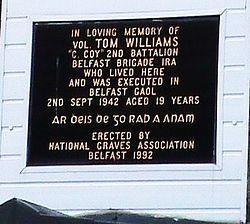 IN LOVING MEMORY OF
VOL. TOM WILLIAMS
"C. COY" 2ND BATTALION
BELFAST BRIGADE IRA
WHO LIVED HERE
AND WAS EXECUTED IN
BELFAST GAOL
2ND SEPT 1942 AGED 19 YEARS
AR DEIS DE GO RAD A ANAM
ERECTED BY
NATIONAL GRAVES ASSOCIATION
BELFAST 1992